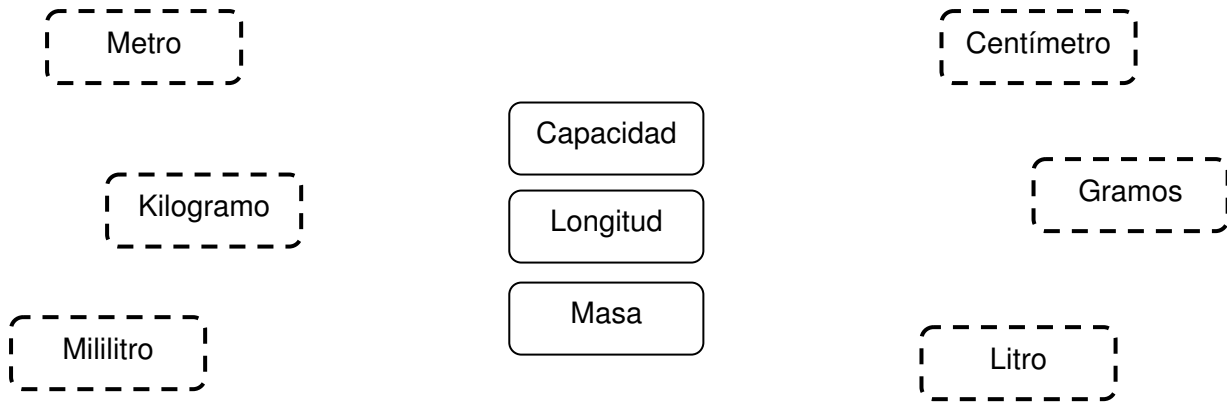 Metro
Centímetro
Capacidad
Kilogramo
Gramos
Longitud
Masa
Mililitro
Litro